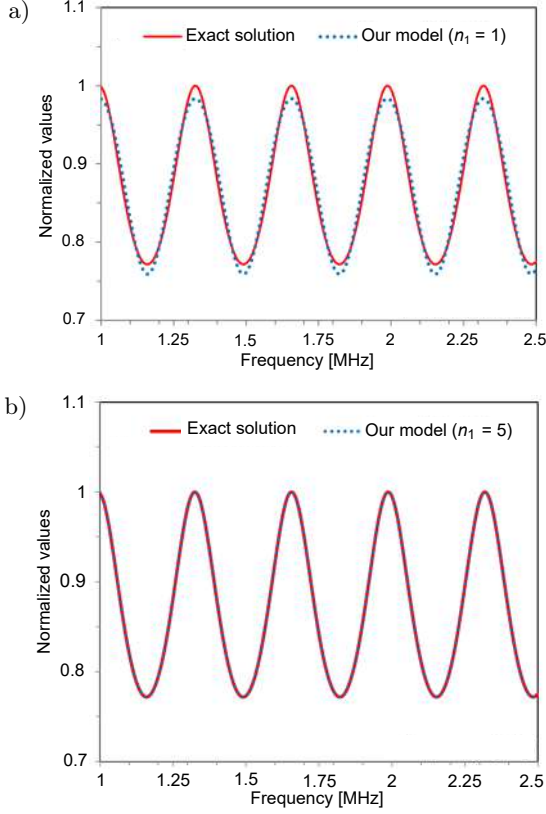 a)
1.1
Exact solution
Our model (n1 = 1)
1
0.9
0.8
0.7
Normalized values
1 1.25 1.5 1.75 2 2.25 2.5
Frequency [MHz]
b)
1.1
Exact solution
Our model (n1 = 5)
1
0.9
0.8
0.7
Normalized values
1 1.25 1.5 1.75 2 2.25 2.5
Frequency [MHz]